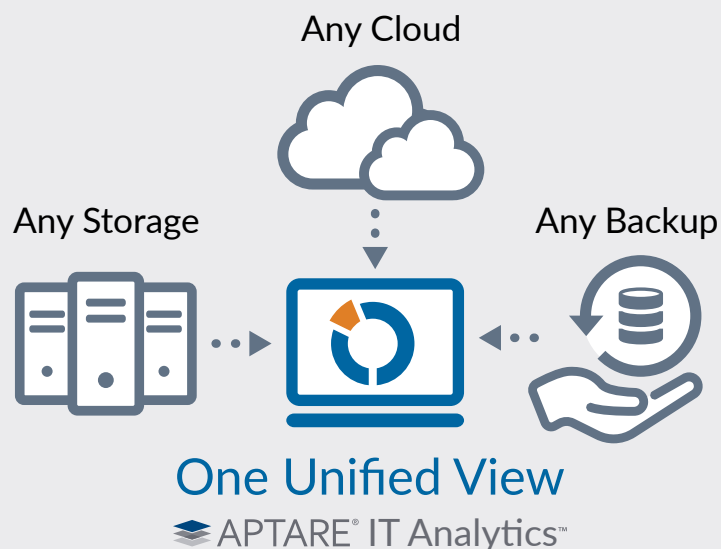 Any Cloud
Any Storage
Any Backup
One Unified View
APTARE® IT Analytics™